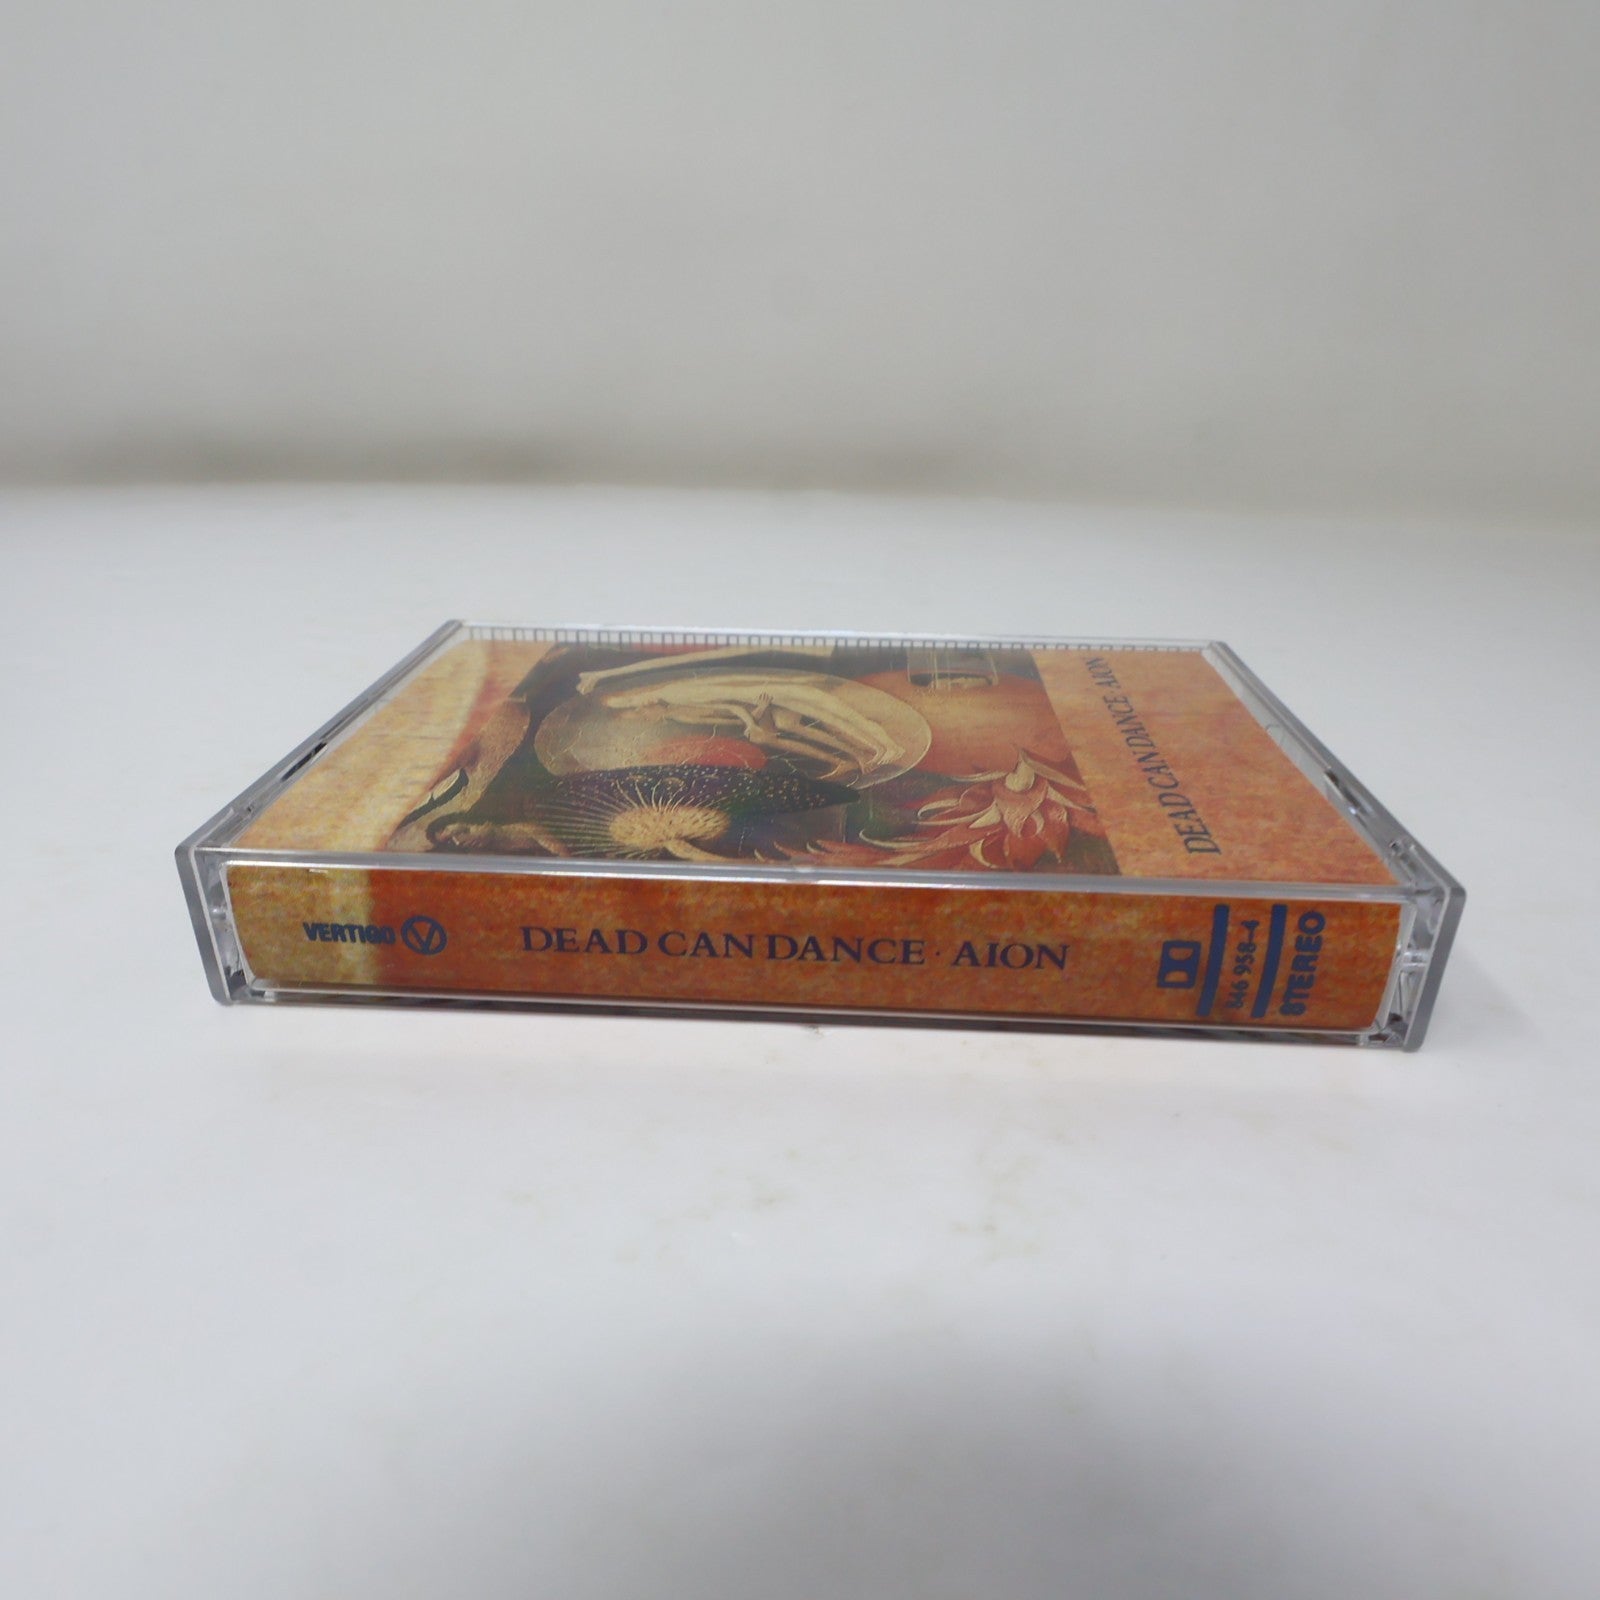 DEAD CAN DANCE · AION
VERTIGO
DEAD CAN DANCE · AION
846 958-4
STEREO